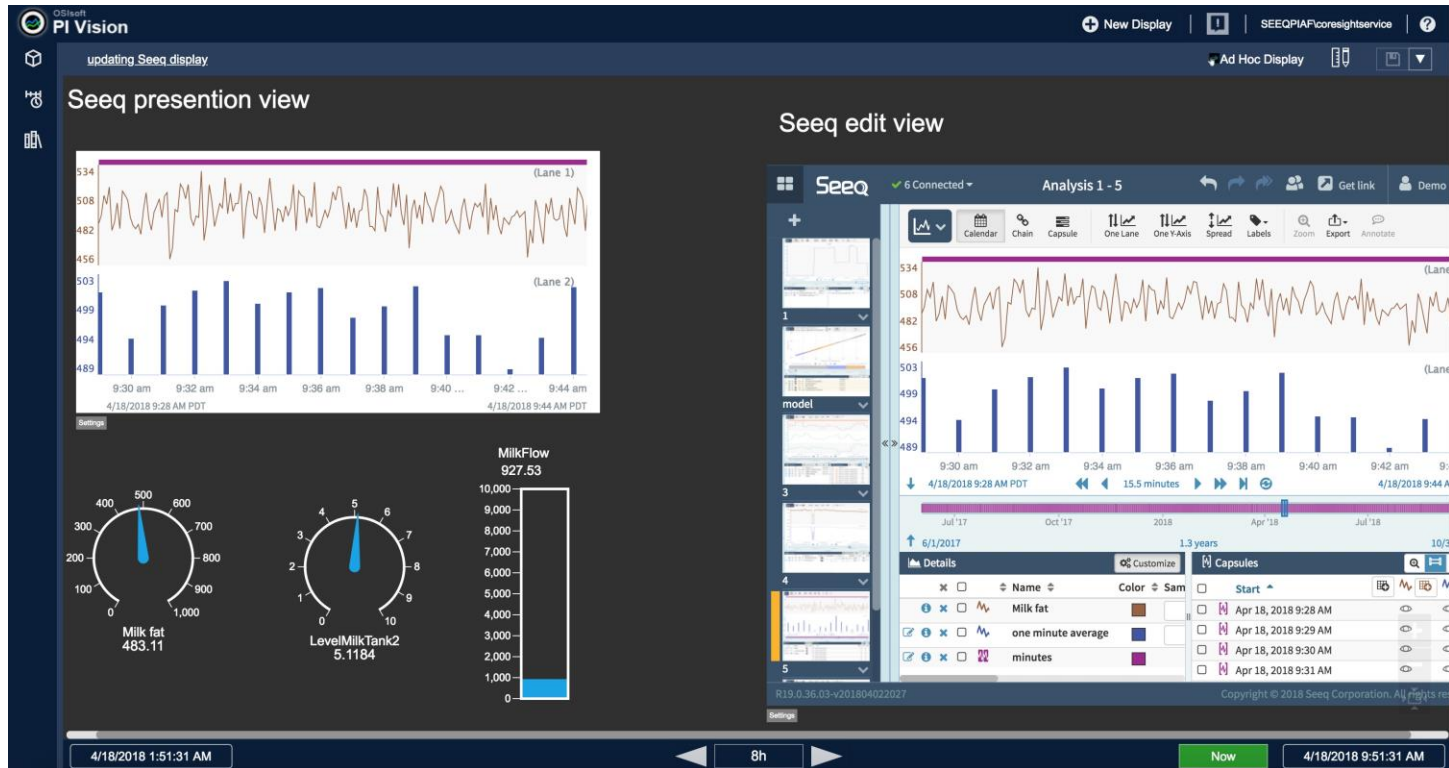 OSIsoft
PI Vision
New Display
SEEQPIAF\coresightservice
updating Seeq display
Ad Hoc Display
Seeq presention view
534
508
482
456
(Lane 1)
503
499
494
489
(Lane 2)
9:30 am 9:32 am 9:34 am 9:36 am 9:38 am 9:40 ... 9:42 ... 9:44 am
4/18/2018 9:28 AM PDT 4/18/2018 9:44 AM PDT
Settings
0 100 200 300 400 500 600 700 800 900 1,000
Milk fat
483.11
0 1 2 3 4 5 6 7 8 9 10
LevelMilkTank2
5.1184
MilkFlow
927.53
10,000
9,000
8,000
7,000
6,000
5,000
4,000
3,000
2,000
1,000
0
Seeq edit view
Seeq
6 Connected
Analysis 1 - 5
Get link
Demo
Calendar Chain Capsule One Lane One Y-Axis Spread Labels Zoom Export Annotate
1
model
3
4
5
534
508
482
456
(Lane
503
499
494
489
(Lane
9:30 am 9:32 am 9:34 am 9:36 am 9:38 am 9:40 am 9:42 am 9:
4/18/2018 9:28 AM PDT 15.5 minutes 4/18/2018 9:44 A
Jul '17 Oct '17 2018 Apr '18 Jul '18
6/1/2017 1.3 years 10/3
Details Customize
Name Color Sam
Milk fat
one minute average
minutes
Capsules
Start
Apr 18, 2018 9:28 AM
Apr 18, 2018 9:29 AM
Apr 18, 2018 9:30 AM
Apr 18, 2018 9:31 AM
R19.0.36.03-v201804022027 Copyright © 2018 Seeq Corporation. All rights res
Settings
4/18/2018 1:51:31 AM 8h Now 4/18/2018 9:51:31 AM